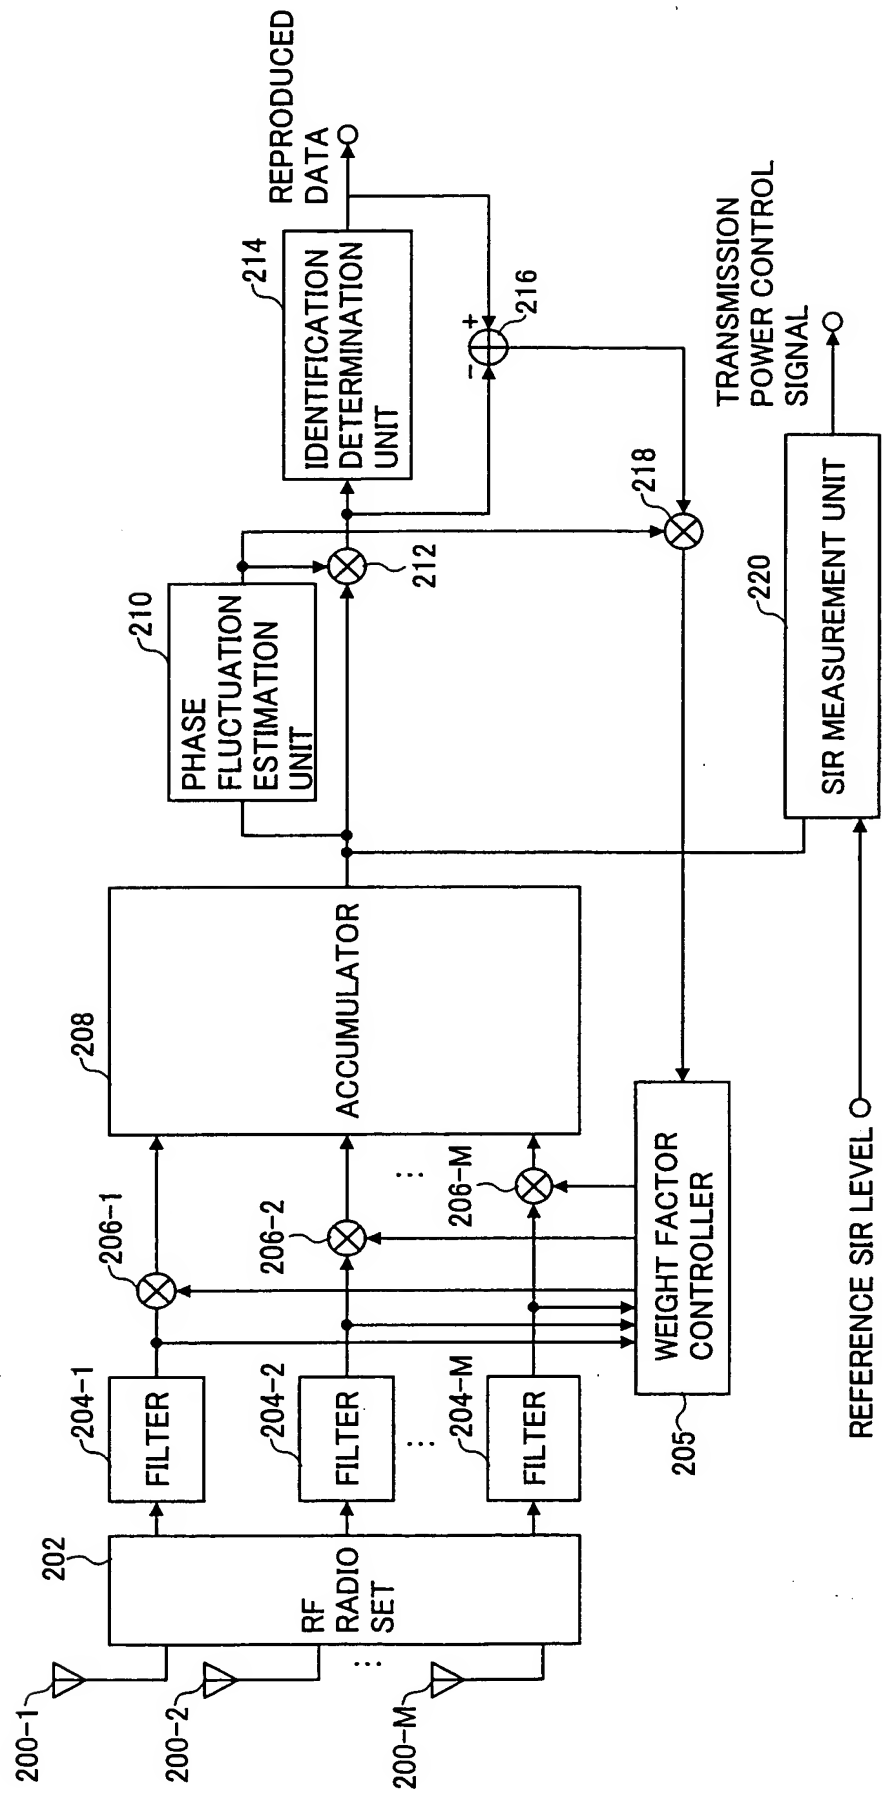 200-1
200-2
200-M
...
202
RF
RADIO
SET
204-1
FILTER
204-2
FILTER
...
204-M
FILTER
206-1
206-2
206-M
...
205
WEIGHT FACTOR
CONTROLLER
208
ACCUMULATOR
210
PHASE
FLUCTUATION
ESTIMATION
UNIT
212
214
IDENTIFICATION
DETERMINATION
UNIT
REPRODUCED
DATA
+
-
216
218
220
SIR MEASUREMENT UNIT
REFERENCE SIR LEVEL
TRANSMISSION
POWER CONTROL
SIGNAL